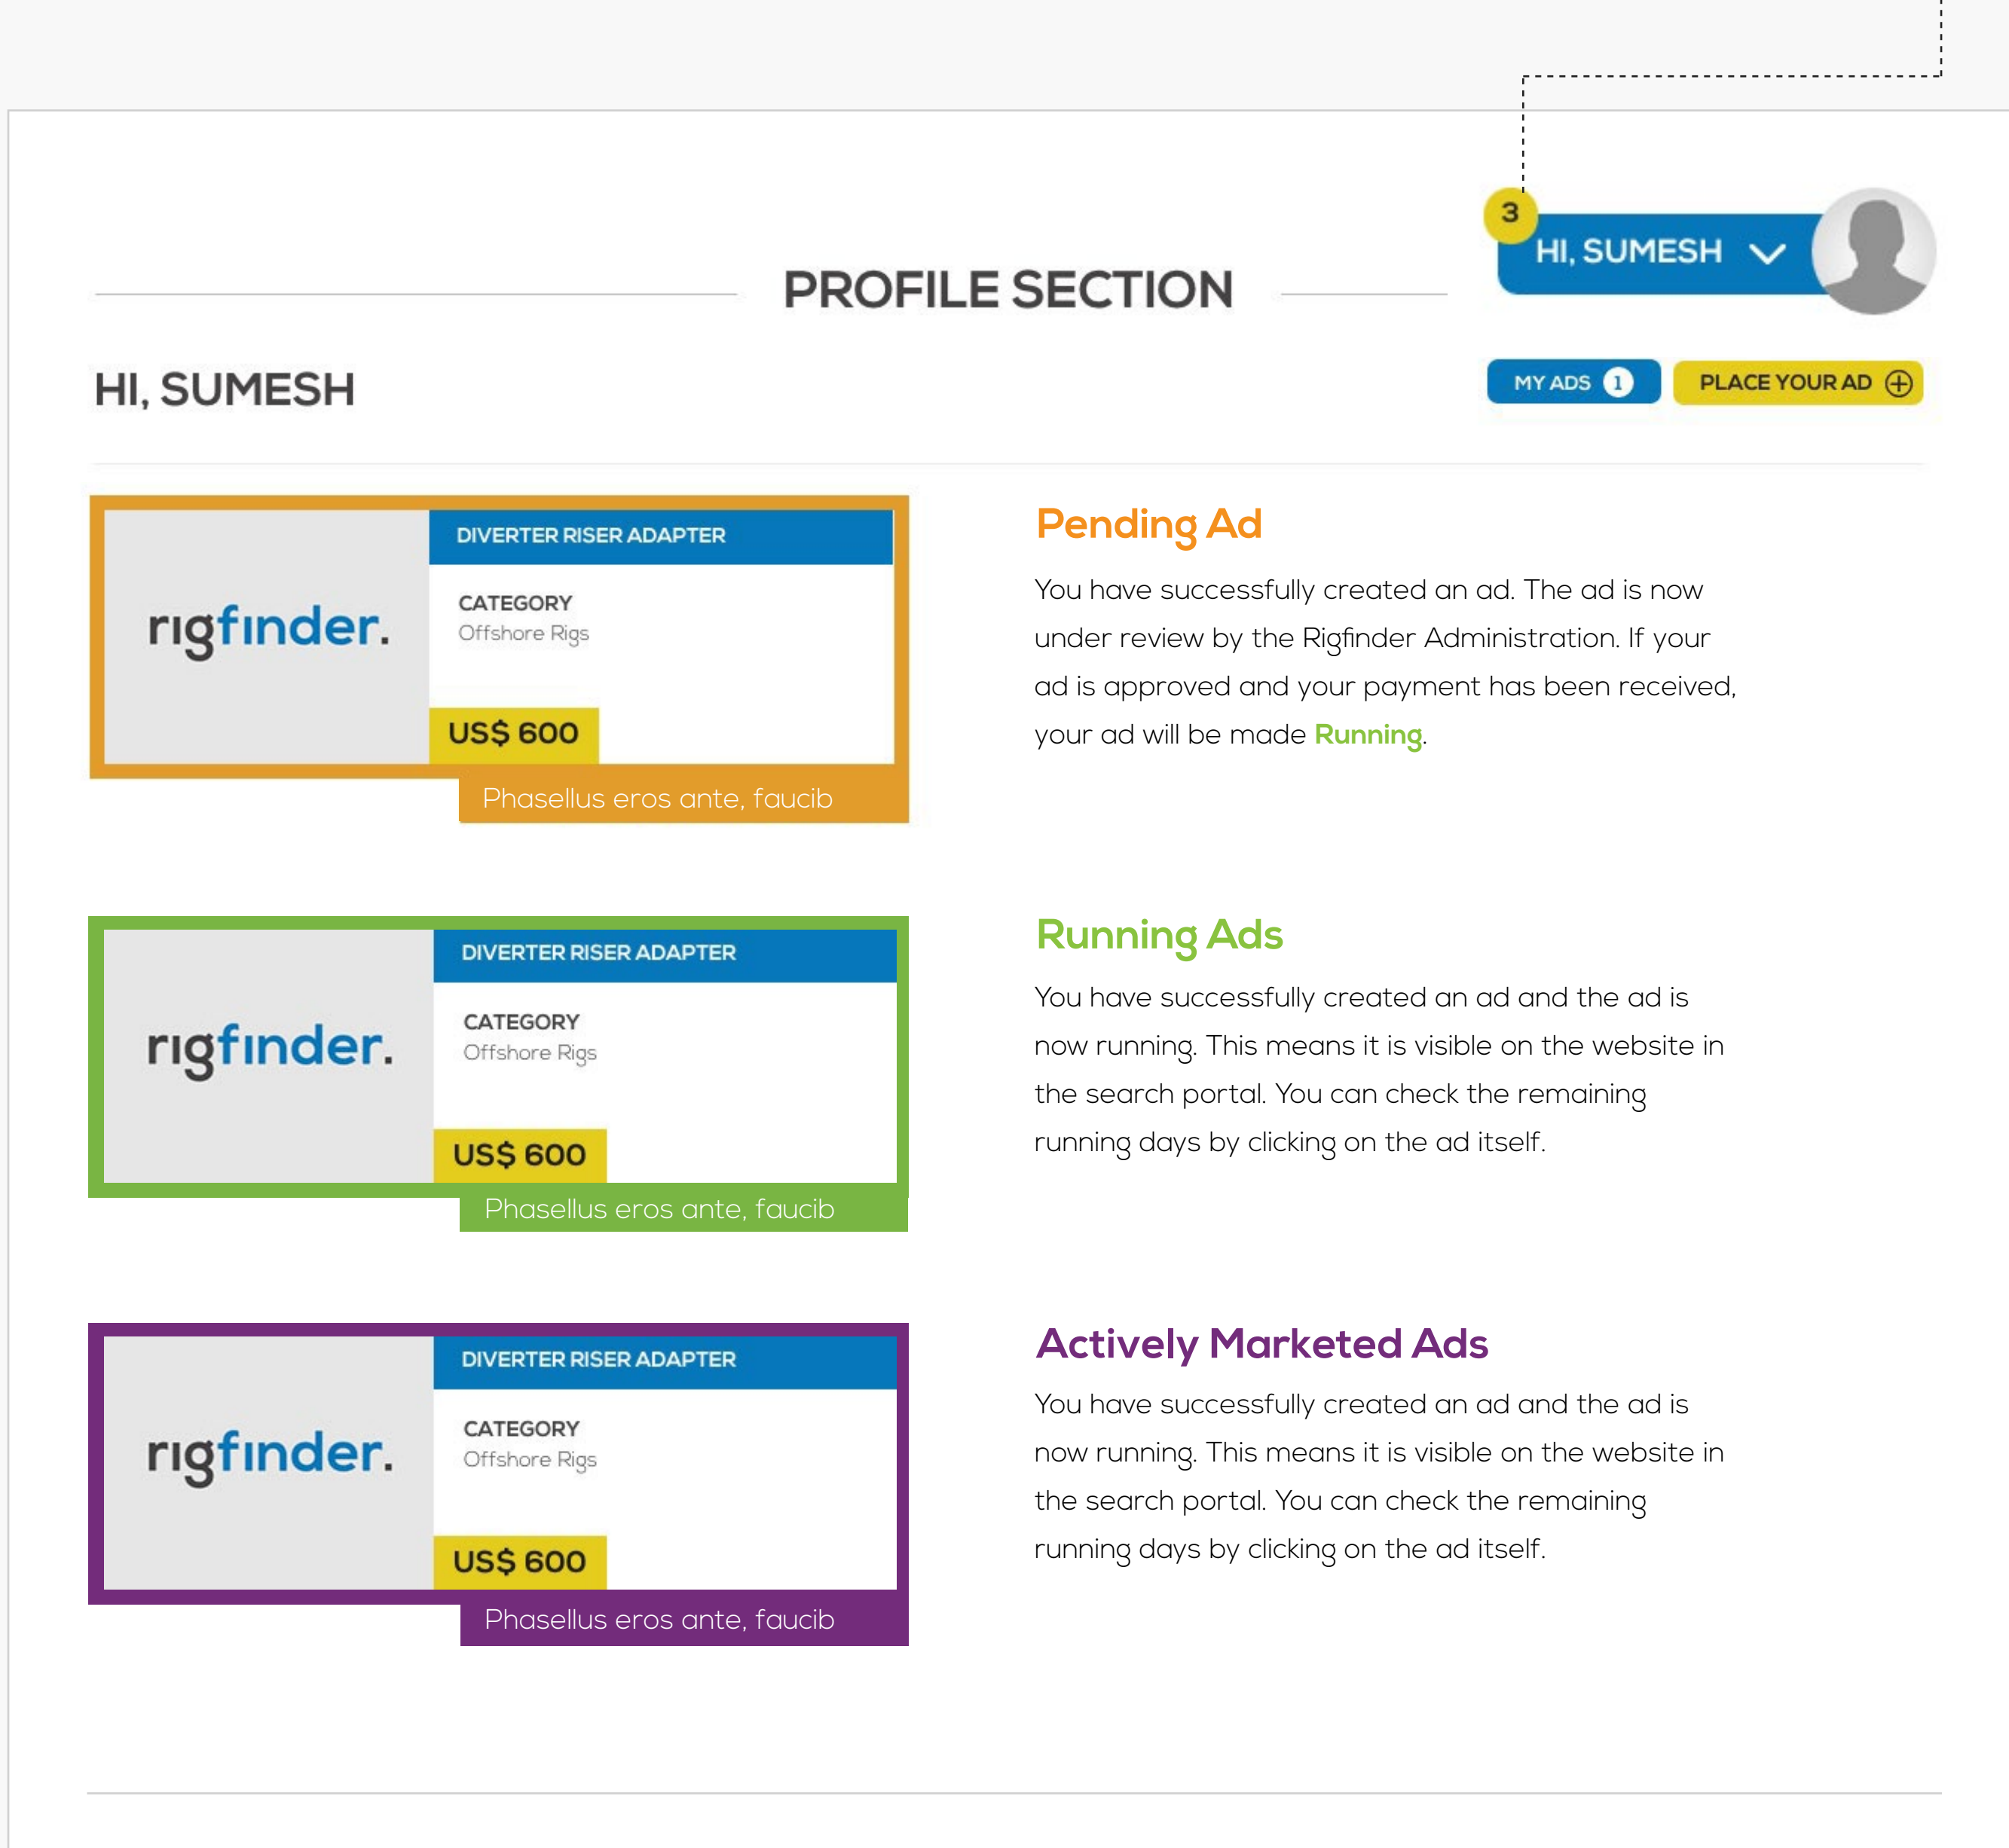 3
HI, SUMESH
PROFILE SECTION
HI, SUMESH
MY ADS 1
PLACE YOUR AD
DIVERTER RISER ADAPTER
rigfinder.
CATEGORY
Offshore Rigs
US$ 600
Phasellus eros ante, faucib
Pending Ad
You have successfully created an ad. The ad is now
under review by the Rigfinder Administration. If your
ad is approved and your payment has been received,
your ad will be made Running.
DIVERTER RISER ADAPTER
rigfinder.
CATEGORY
Offshore Rigs
US$ 600
Phasellus eros ante, faucib
Running Ads
You have successfully created an ad and the ad is
now running. This means it is visible on the website in
the search portal. You can check the remaining
running days by clicking on the ad itself.
DIVERTER RISER ADAPTER
rigfinder.
CATEGORY
Offshore Rigs
US$ 600
Phasellus eros ante, faucib
Actively Marketed Ads
You have successfully created an ad and the ad is
now running. This means it is visible on the website in
the search portal. You can check the remaining
running days by clicking on the ad itself.